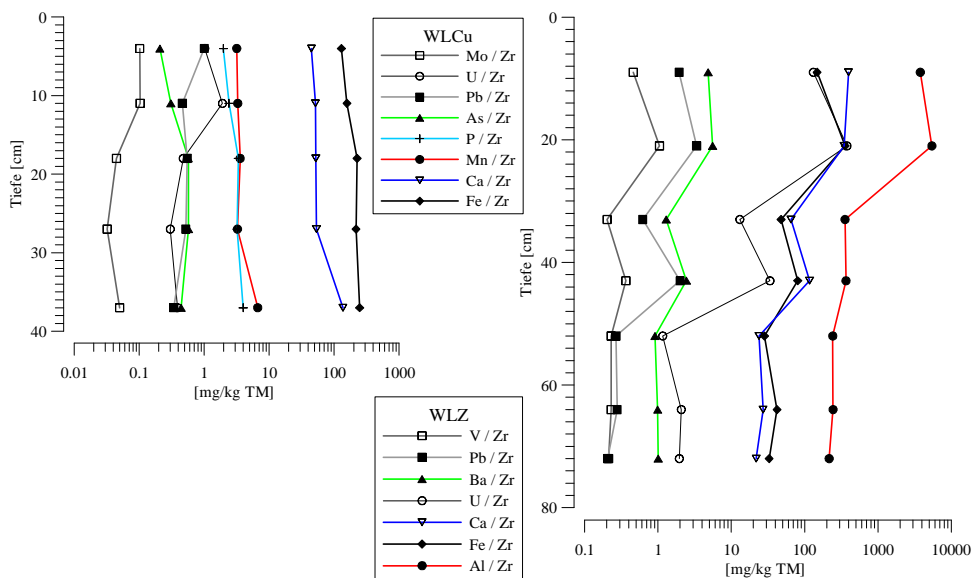 0
10
20
30
40
Tiefe [cm]
0.01 0.1 1 10 100 1000
[mg/kg TM]
WLCu
Mo / Zr
U / Zr
Pb / Zr
As / Zr
P / Zr
Mn / Zr
Ca / Zr
Fe / Zr
WLZ
V / Zr
Pb / Zr
Ba / Zr
U / Zr
Ca / Zr
Fe / Zr
Al / Zr
0
20
40
60
80
Tiefe [cm]
0.1 1 10 100 1000 10000
[mg/kg TM]